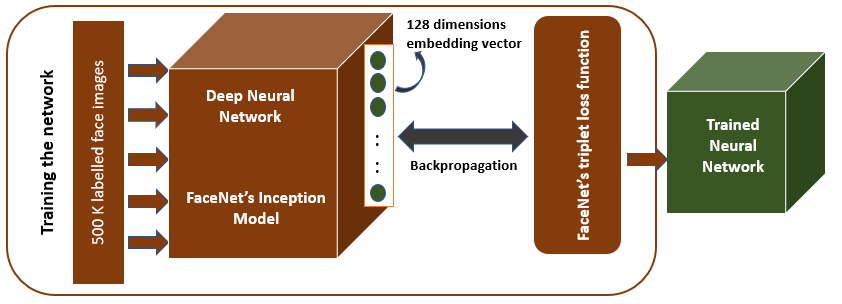 Training the network
500 K labelled face images
Deep Neural
Network
FaceNet's Inception
Model
128 dimensions
embedding vector
Backpropagation
FaceNet's triplet loss function
Trained
Neural
Network